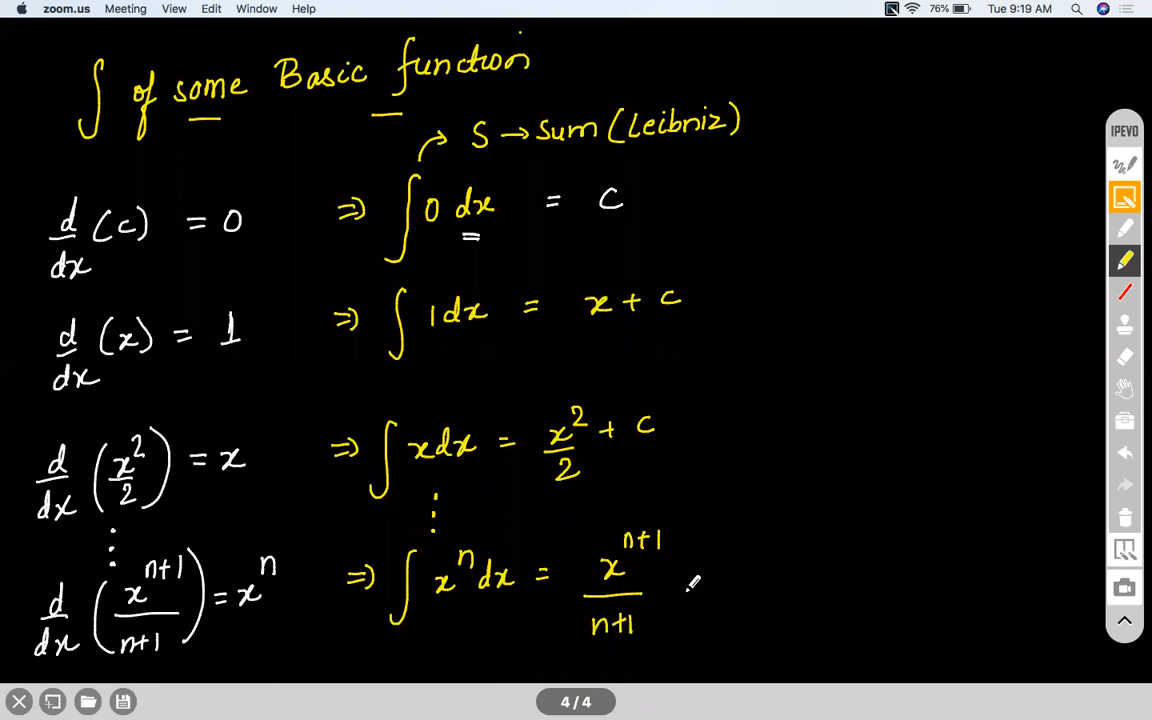 zoom.us Meeting View Edit Window Help 76% Tue 9:19 AM
∫ of some Basic function
S → Sum (Leibniz)
d/dx (c) = 0 ⇒ ∫ 0 dx = c
d/dx (x) = 1 ⇒ ∫ 1 dx = x + c
d/dx (x²/2) = x ⇒ ∫ x dx = x²/2 + c
⋮ ⋮
d/dx (x^(n+1)/(n+1)) = x^n ⇒ ∫ x^n dx = x^(n+1)/(n+1)
IPEVO
4/4